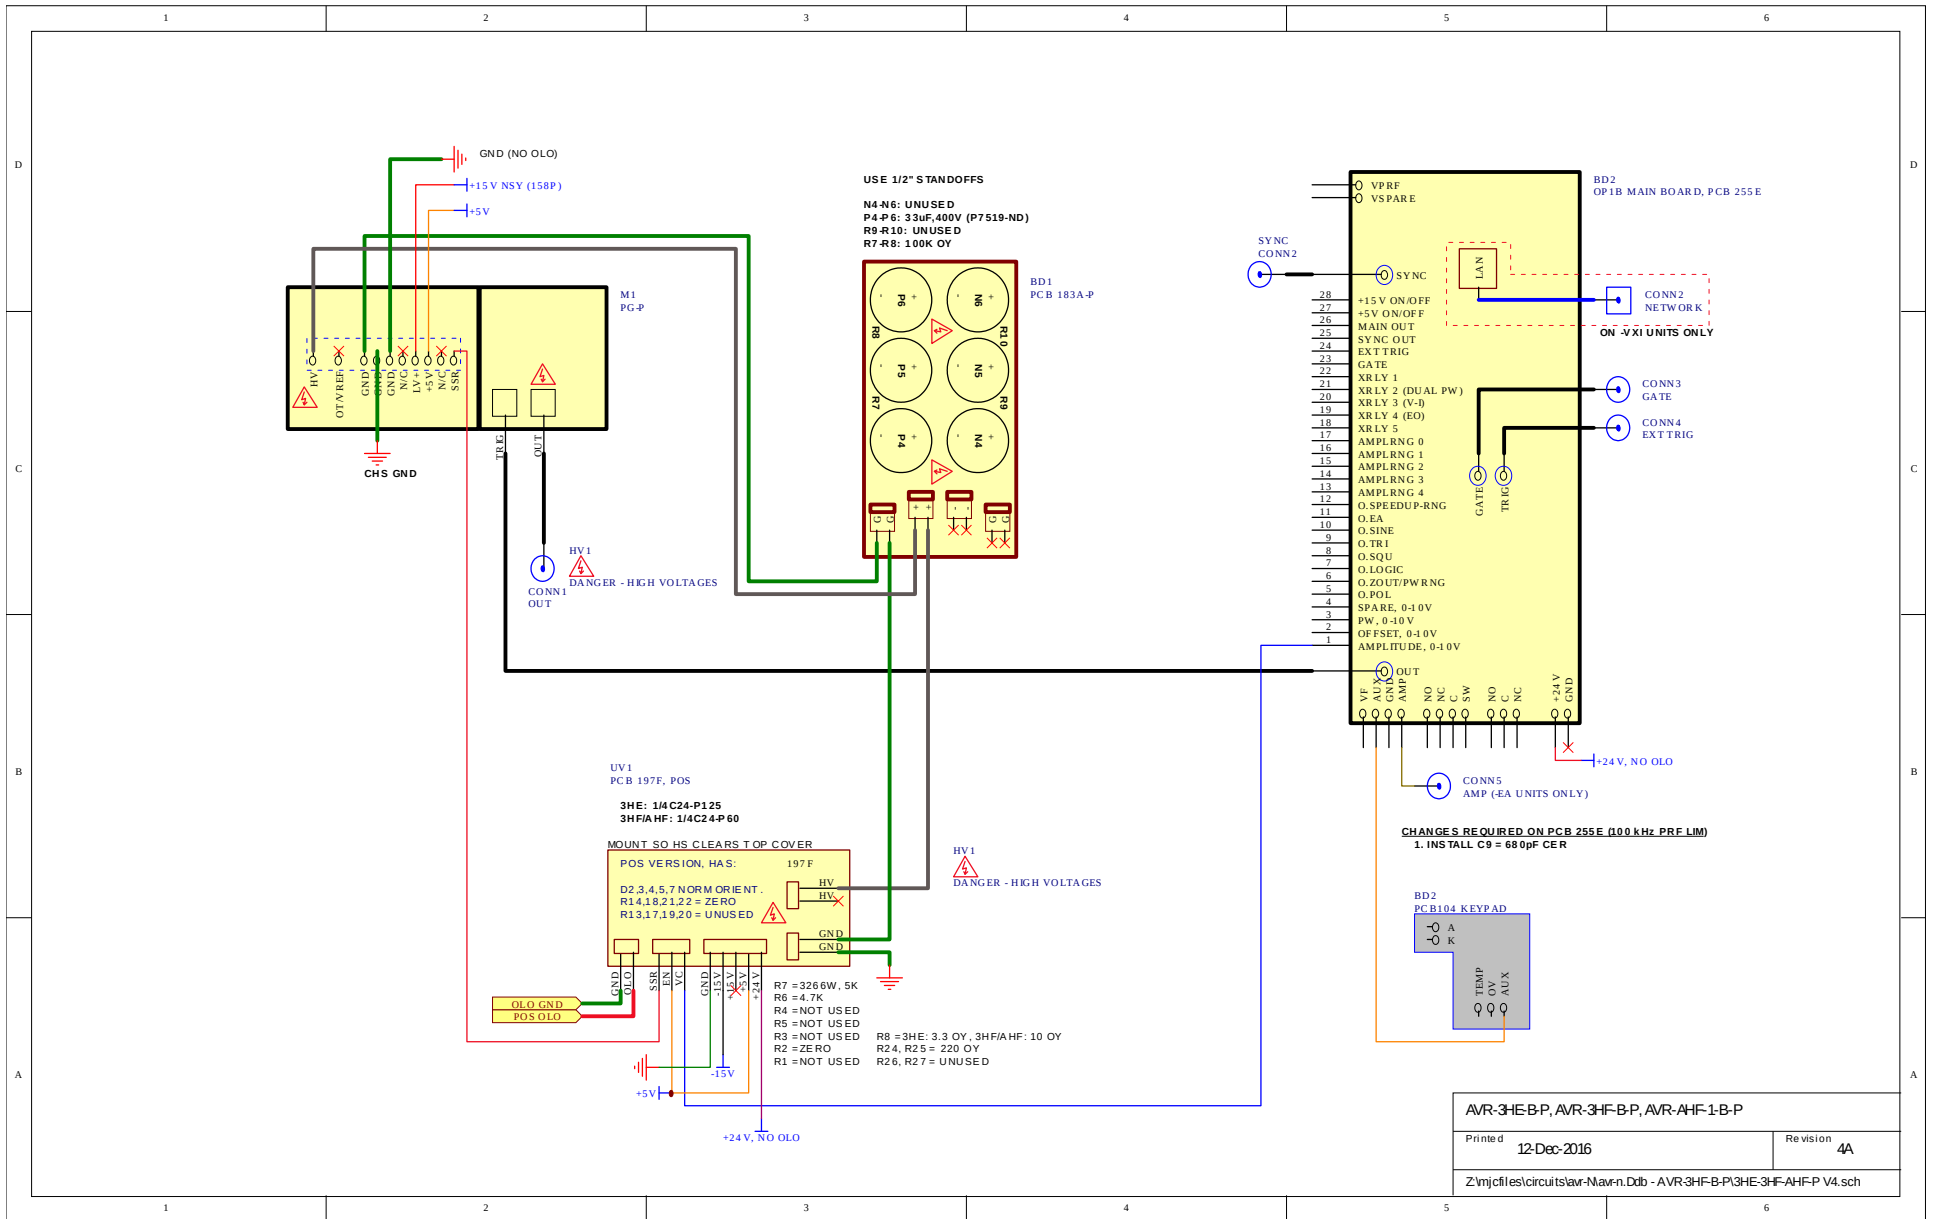 1 2 3 4 5 6
D
C
B
A
GND (NO OLO)
+15V NSY (158P)
+5V
M1
PG-P
HV
OT/VREF
GND
GND
GND
N/C
LV+
+5V
N/C
SSR
TRIG
OUT
CHS GND
HV1
DANGER - HIGH VOLTAGES
CONN1
OUT
USE 1/2" STANDOFFS
N4-N6: UNUSED
P4-P6: 33uF,400V (P7519-ND)
R9-R10: UNUSED
R7-R8: 100K OY
BD1
PCB 183A-P
P6
N6
R8
R10
P5
N5
R7
R9
P4
N4
G G + + - - G G
SYNC
CONN2
BD2
OP1B MAIN BOARD, PCB 255E
VPRF
VSPARE
SYNC
LAN
CONN2
NETWORK
ON -VXI UNITS ONLY
28 +15V ON/OFF
27 +5V ON/OFF
26 MAIN OUT
25 SYNC OUT
24 EXT TRIG
23 GATE
22 XRLY 1
21 XRLY 2 (DUAL PW)
20 XRLY 3 (V-I)
19 XRLY 4 (EO)
18 XRLY 5
17 AMPLRNG 0
16 AMPLRNG 1
15 AMPLRNG 2
14 AMPLRNG 3
13 AMPLRNG 4
12 O.SPEEDUP-RNG
11 O.EA
10 O.SINE
9 O.TRI
8 O.SQU
7 O.LOGIC
6 O.ZOUT/PWRNG
5 O.POL
4 SPARE, 0-10V
3 PW, 0-10V
2 OFFSET, 0-10V
1 AMPLITUDE, 0-10V
OUT
CONN3
GATE
CONN4
EXT TRIG
GATE
TRIG
VF
AUX
GND
AMP
NO
NC
C
SW
NO
C
NC
+24V
GND
+24V, NO OLO
CONN5
AMP (-EA UNITS ONLY)
CHANGES REQUIRED ON PCB 255E (100 kHz PRF LIM)
1. INSTALL C9 = 680pF CER
BD2
PCB104 KEYPAD
A
K
TEMP
OV
AUX
UV1
PCB 197F, POS
3HE: 1/4C24-P125
3HF/AHF: 1/4C24-P60
MOUNT SO HS CLEARS TOP COVER
POS VERSION, HAS:
197F
D2,3,4,5,7 NORM ORIENT.
R14,18,21,22 = ZERO
R13,17,19,20 = UNUSED
HV
HV
GND
GND
GND
OLO
SSR
EN
VC
GND
-15V
+15V
+5V
+24V
HV1
DANGER - HIGH VOLTAGES
OLO GND
POS OLO
R7 =3266W, 5K
R6 =4.7K
R4 =NOT USED
R5 =NOT USED
R3 =NOT USED
R2 =ZERO
R1 =NOT USED
R8 =3HE: 3.3 OY, 3HF/AHF: 10 OY
R24, R25 = 220 OY
R26, R27 = UNUSED
-15V
+5V
+24V, NO OLO
AVR-3HE-B-P, AVR-3HF-B-P, AVR-AHF-1-B-P
Printed
12-Dec-2016
Revision
4A
Z:\mjcfiles\circuits\avr-N\avr-n.Ddb - AVR-3HF-B-P\3HE-3HF-AHF-P V4.sch
D
C
B
A
1 2 3 4 5 6